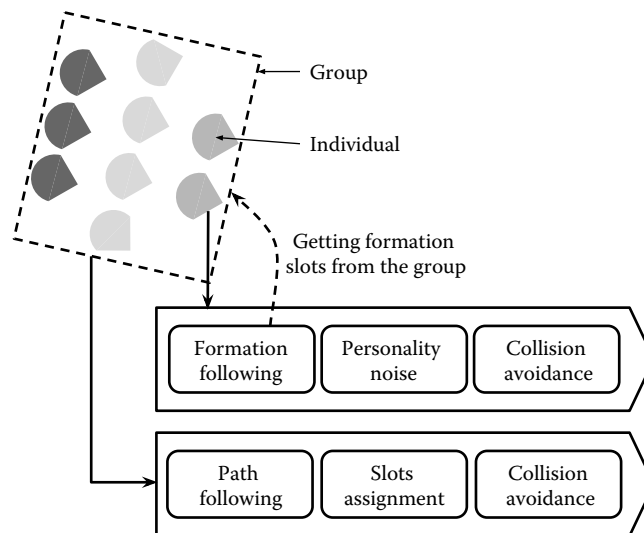 Group
Individual
Getting formation
slots from the group
Formation
following
Personality
noise
Collision
avoidance
Path
following
Slots
assignment
Collision
avoidance